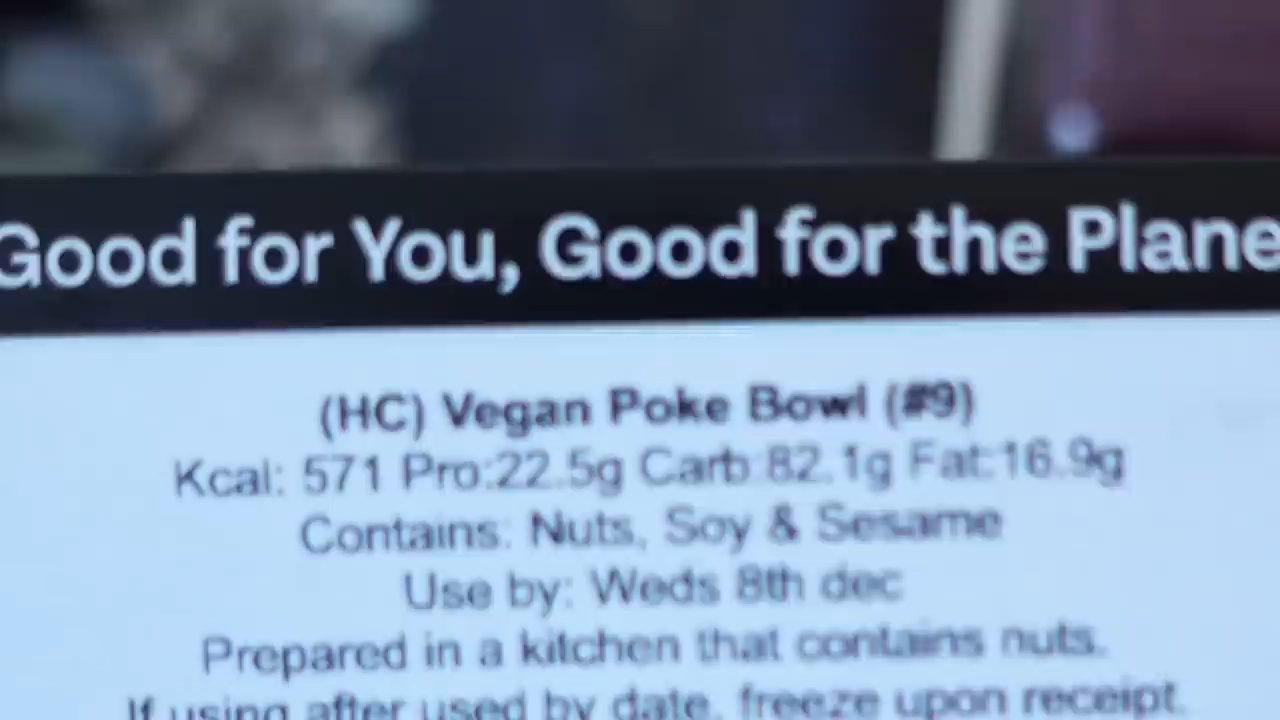 Good for You, Good for the Plane
(HC) Vegan Poke Bowl (#9)
Kcal: 571 Pro:22.5g Carb:82.1g Fat:16.9g
Contains: Nuts, Soy & Sesame
Use by: Weds 8th dec
Prepared in a kitchen that contains nuts.
If using after used by date, freeze upon receipt.